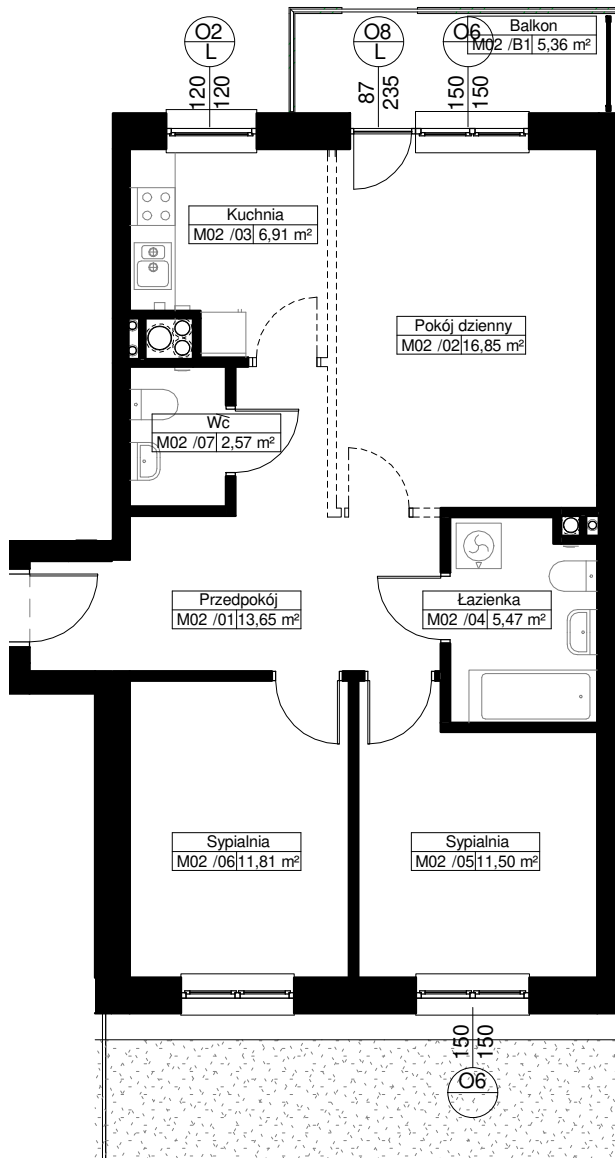 O2
L
120
120
O8
L
87
235
O6
150
150
Balkon
M02 /B1 5,36 m²
Kuchnia
M02 /03 6,91 m²
Pokój dzienny
M02 /02 16,85 m²
Wc
M02 /07 2,57 m²
Przedpokój
M02 /01 13,65 m²
Łazienka
M02 /04 5,47 m²
Sypialnia
M02 /06 11,81 m²
Sypialnia
M02 /05 11,50 m²
150
150
O6